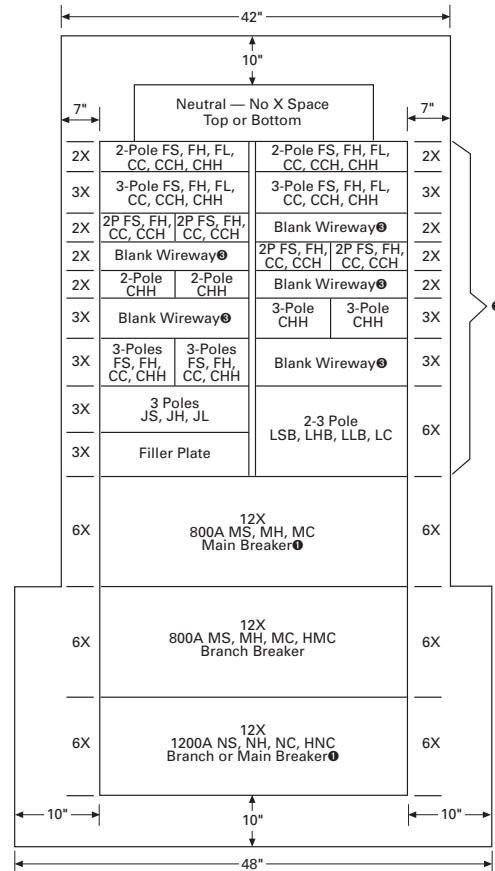 42"
10"
Neutral — No X Space
Top or Bottom
7"
7"
2X
2-Pole FS, FH, FL,
CC, CCH, CHH
2-Pole FS, FH, FL,
CC, CCH, CHH
2X
3X
3-Pole FS, FH, FL,
CC, CCH, CHH
3-Pole FS, FH, FL,
CC, CCH, CHH
3X
2X
2P FS, FH,
CC, CCH
2P FS, FH,
CC, CCH
Blank Wireway❸
2X
2X
Blank Wireway❸
2P FS, FH,
CC, CCH
2P FS, FH,
CC, CCH
2X
2X
2-Pole
CHH
2-Pole
CHH
Blank Wireway❸
2X
3X
Blank Wireway❸
3-Pole
CHH
3-Pole
CHH
3X
3X
3-Poles
FS, FH,
CC, CHH
3-Poles
FS, FH,
CC, CHH
Blank Wireway❸
3X
3X
3 Poles
JS, JH, JL
2-3 Pole
LSB, LHB, LLB, LC
6X
3X
Filler Plate
6X
12X
800A MS, MH, MC
Main Breaker❶
6X
6X
12X
800A MS, MH, MC, HMC
Branch Breaker
6X
6X
12X
1200A NS, NH, NC, HNC
Branch or Main Breaker❶
6X
10"
10"
10"
48"